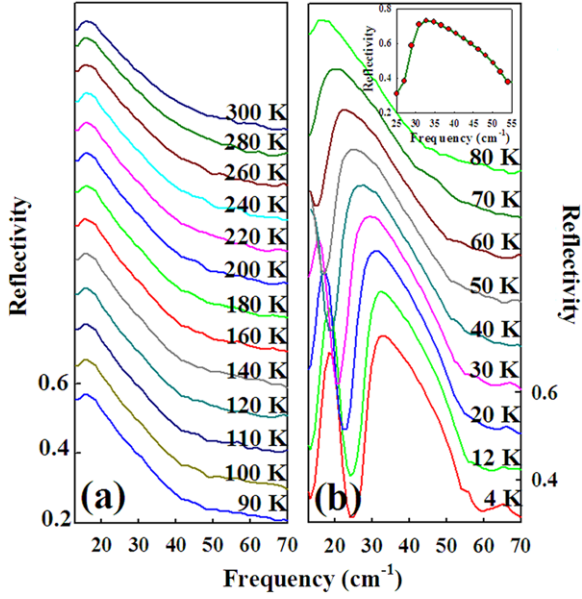 Reflectivity
0.6
0.4
0.2
300 K
280 K
260 K
240 K
220 K
200 K
180 K
160 K
140 K
120 K
110 K
100 K
90 K
(a)
20 30 40 50 60 70
0.8
0.6
0.4
0.2
Reflectivity
25 30 35 40 45 50 55
Frequency (cm⁻¹)
80 K
70 K
60 K
50 K
40 K
30 K
20 K
12 K
4 K
(b)
20 30 40 50 60 70
Reflectivity
0.6
0.4
Frequency (cm⁻¹)